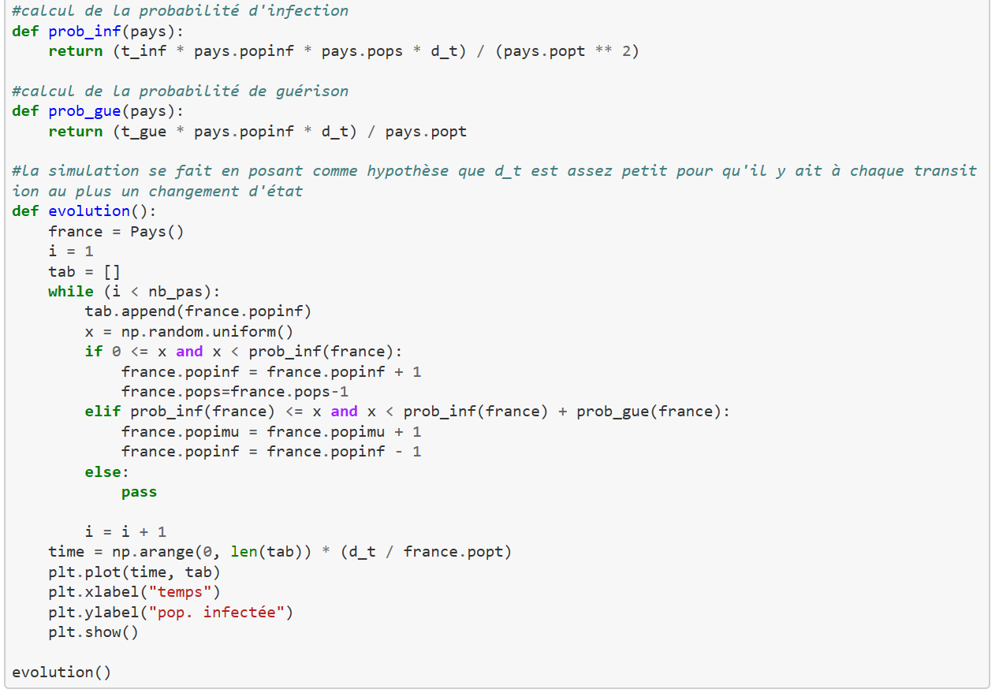 #calcul de la probabilité d'infection
def prob_inf(pays):
    return (t_inf * pays.popinf * pays.pops * d_t) / (pays.popt ** 2)

#calcul de la probabilité de guérison
def prob_gue(pays):
    return (t_gue * pays.popinf * d_t) / pays.popt

#la simulation se fait en posant comme hypothèse que d_t est assez petit pour qu'il y ait à chaque transit
ion au plus un changement d'état
def evolution():
    france = Pays()
    i = 1
    tab = []
    while (i < nb_pas):
        tab.append(france.popinf)
        x = np.random.uniform()
        if 0 <= x and x < prob_inf(france):
            france.popinf = france.popinf + 1
            france.pops=france.pops-1
        elif prob_inf(france) <= x and x < prob_inf(france) + prob_gue(france):
            france.popimu = france.popimu + 1
            france.popinf = france.popinf - 1
        else:
            pass

        i = i + 1
    time = np.arange(0, len(tab)) * (d_t / france.popt)
    plt.plot(time, tab)
    plt.xlabel("temps")
    plt.ylabel("pop. infectée")
    plt.show()

evolution()